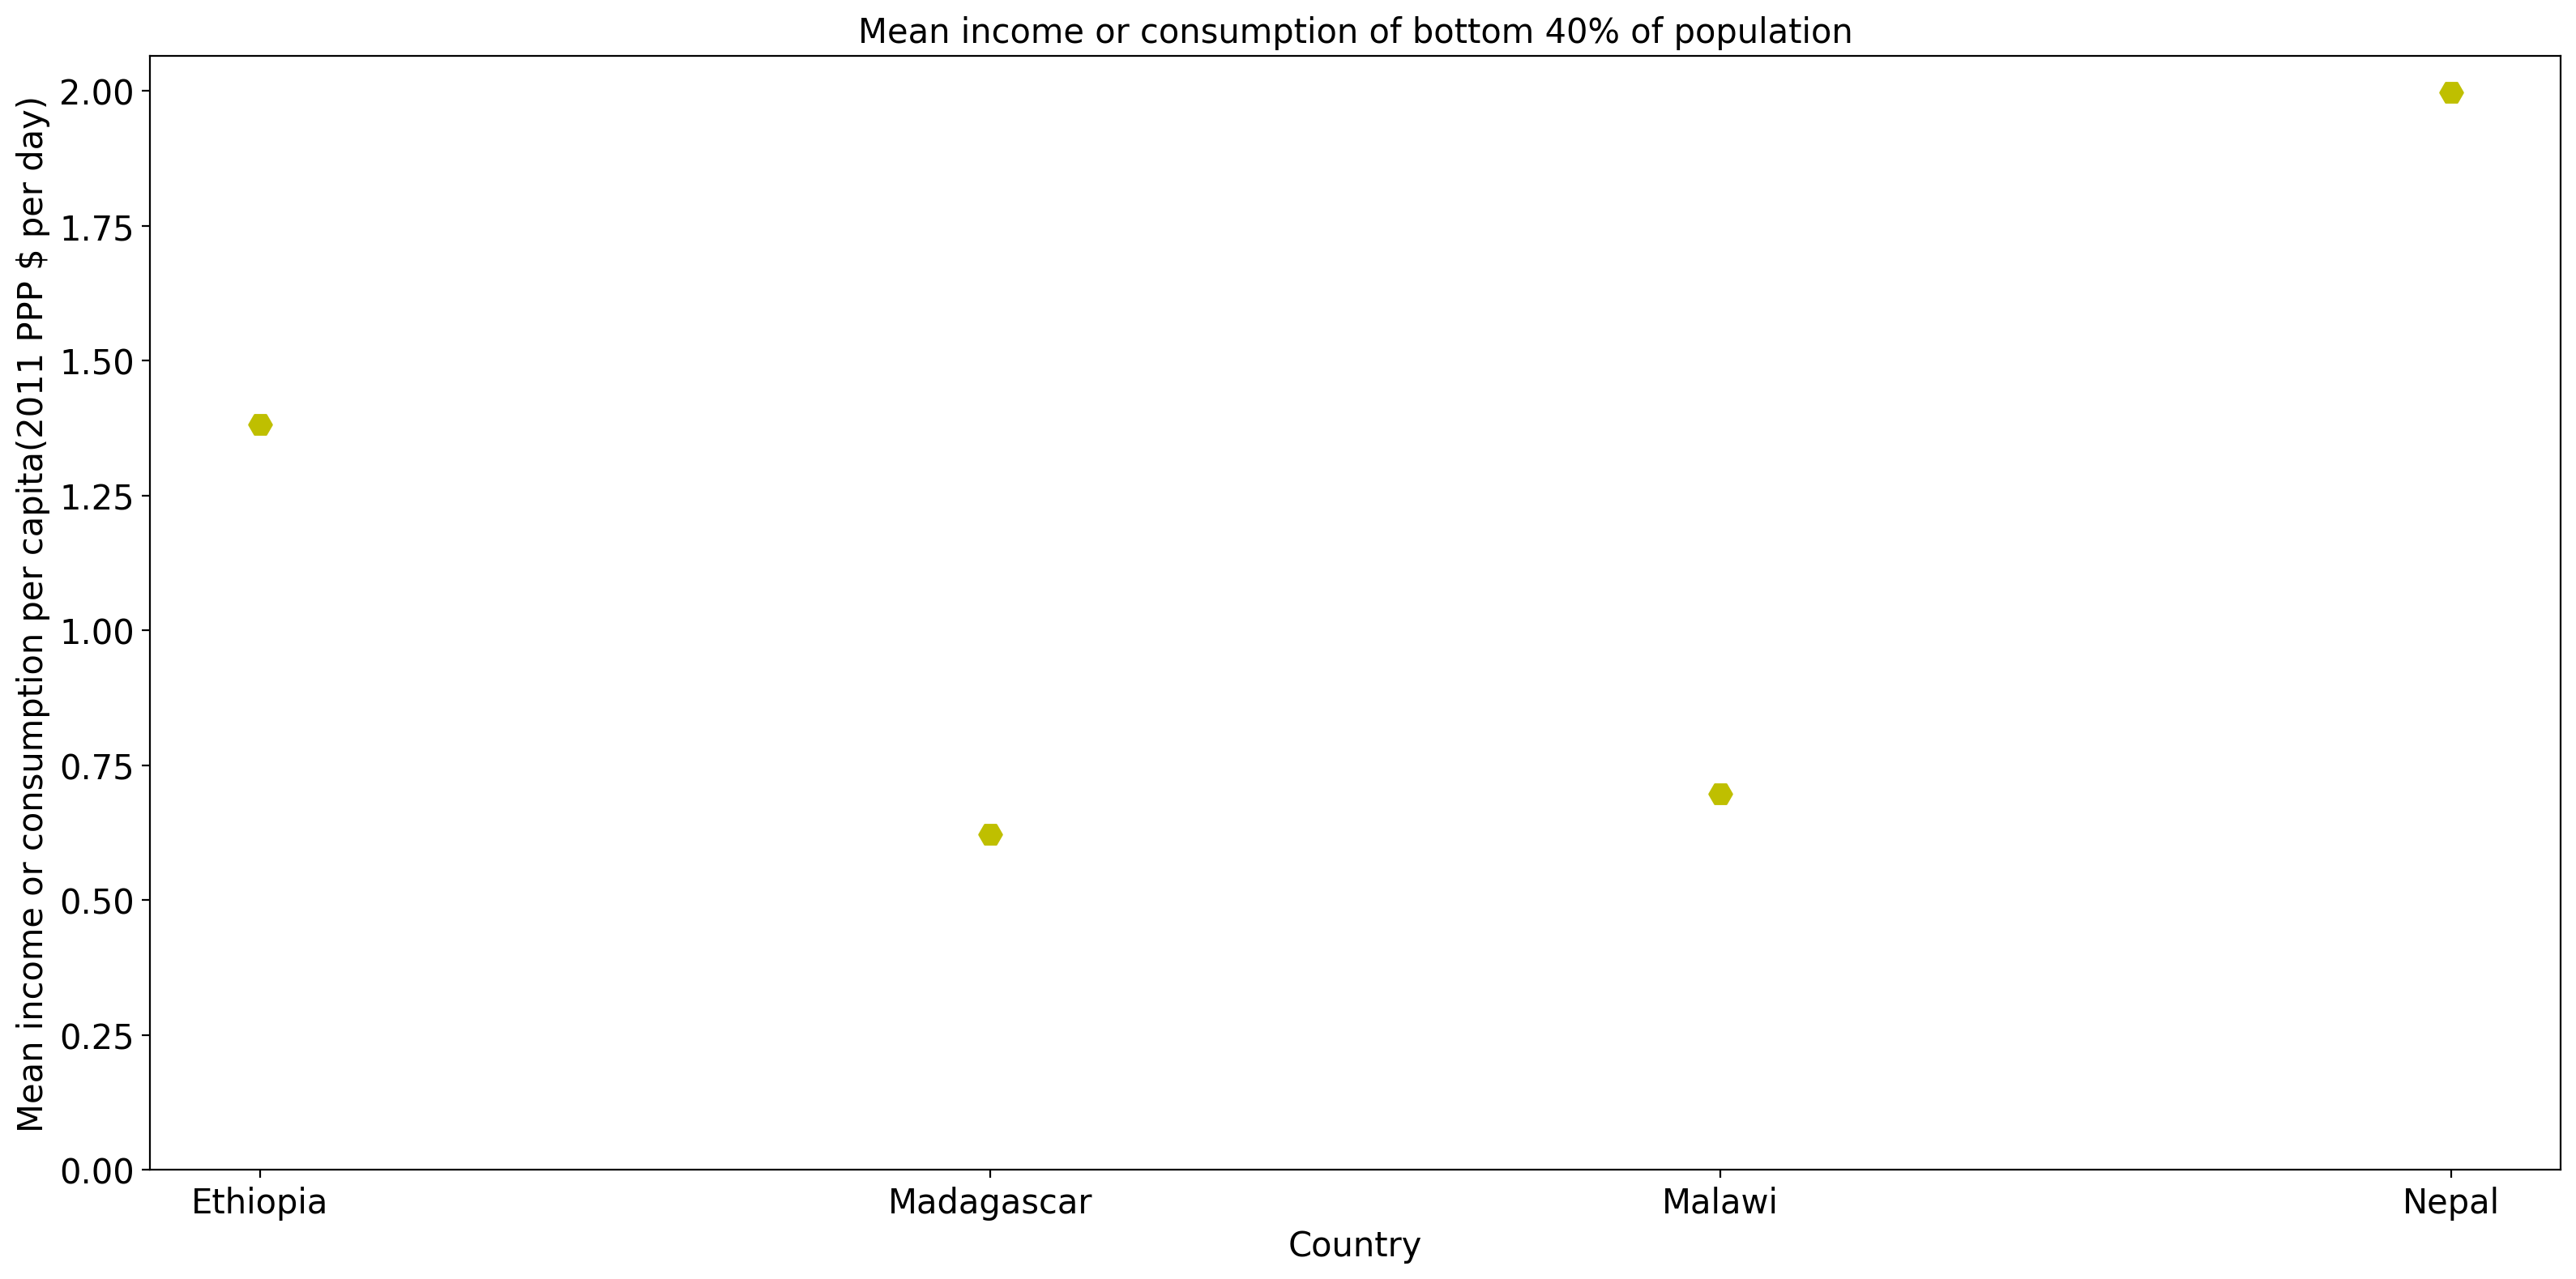 Mean income or consumption of bottom 40% of population
Mean income or consumption per capita(2011 PPP $ per day)
2.00
1.75
1.50
1.25
1.00
0.75
0.50
0.25
0.00
Ethiopia Madagascar Malawi Nepal
Country